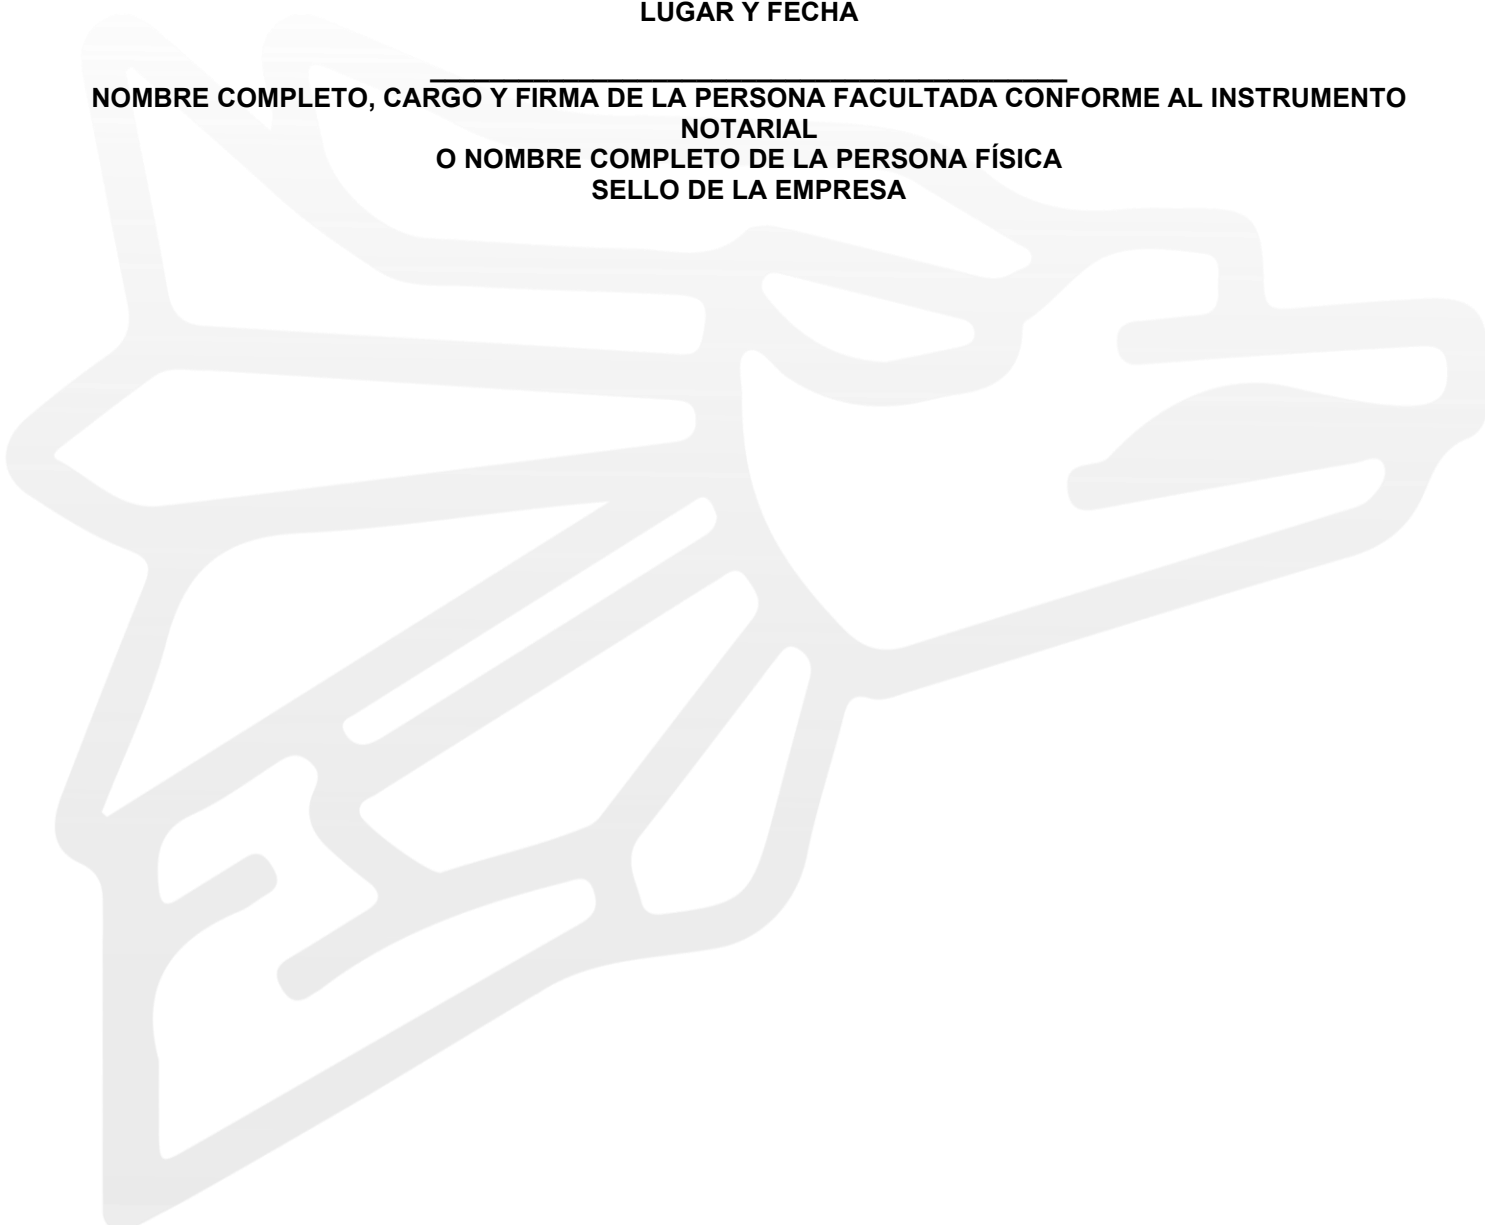 LUGAR Y FECHA
___________________________________________
NOMBRE COMPLETO, CARGO Y FIRMA DE LA PERSONA FACULTADA CONFORME AL INSTRUMENTO
NOTARIAL
O NOMBRE COMPLETO DE LA PERSONA FÍSICA
SELLO DE LA EMPRESA